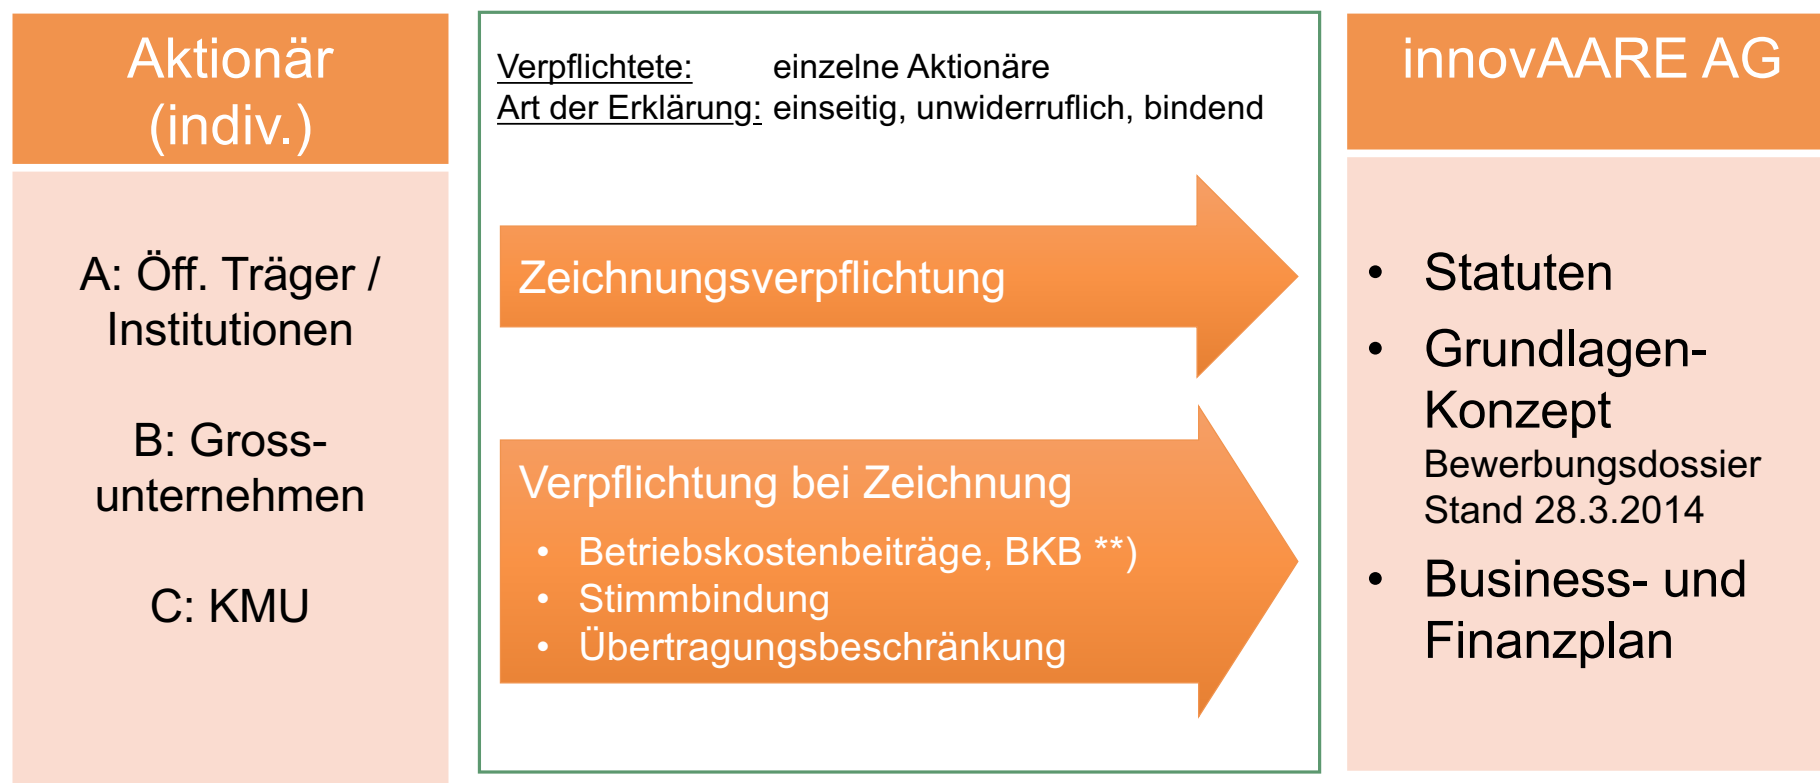 Aktionär
(indiv.)
A: Öff. Träger /
Institutionen
B: Gross-
unternehmen
C: KMU
Verpflichtete: einzelne Aktionäre
Art der Erklärung: einseitig, unwiderruflich, bindend
Zeichnungsverpflichtung
Verpflichtung bei Zeichnung
• Betriebskostenbeiträge, BKB **)
• Stimmbindung
• Übertragungsbeschränkung
innovAARE AG
• Statuten
• Grundlagen-
Konzept
Bewerbungsdossier
Stand 28.3.2014
• Business- und
Finanzplan